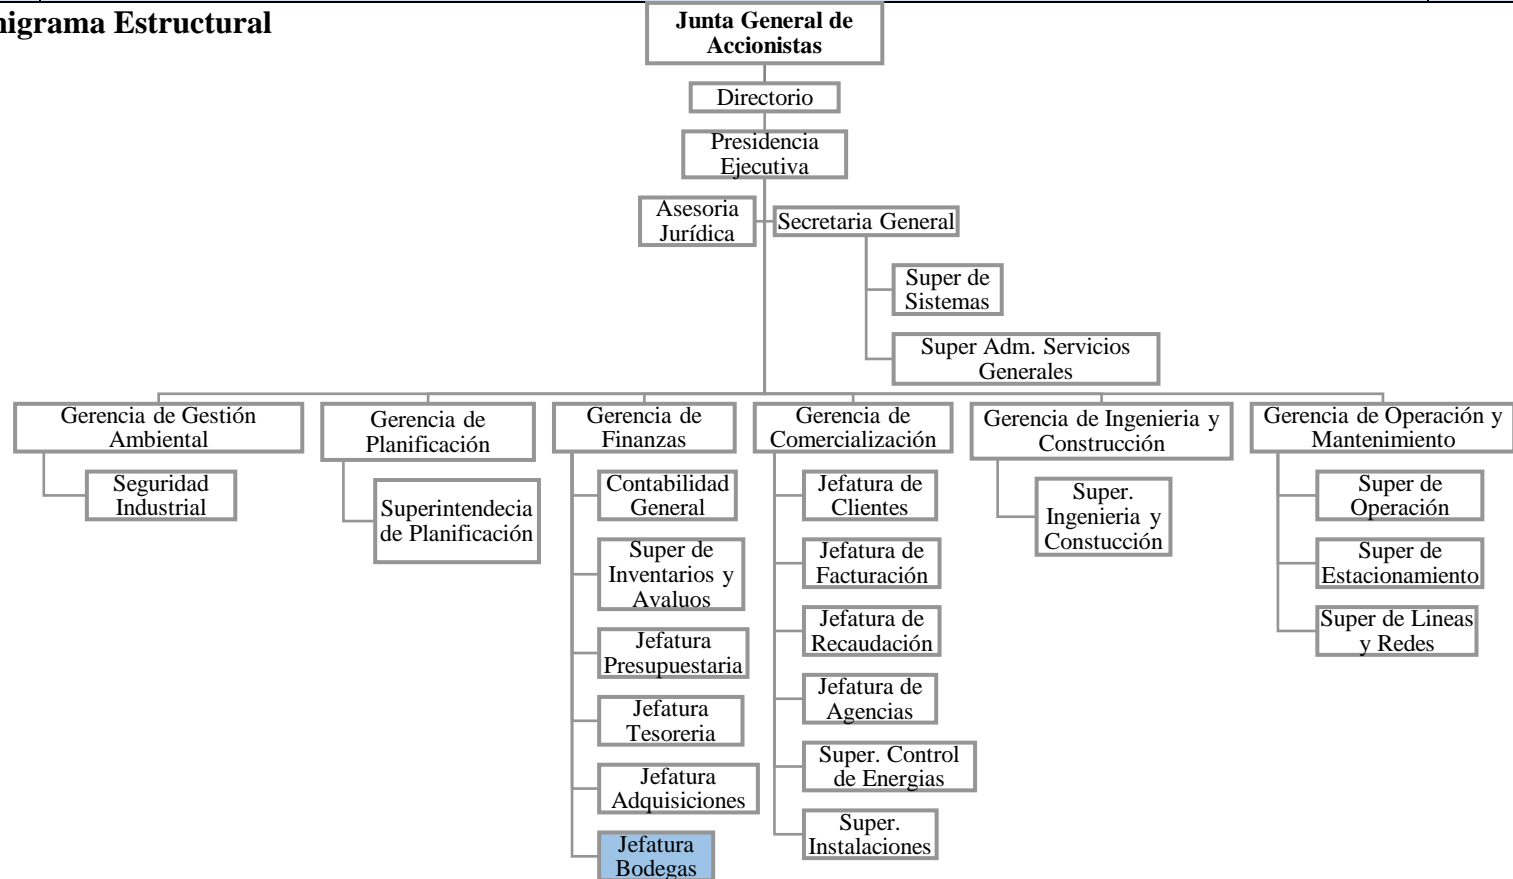 nigrama Estructural
Junta General de
Accionistas
Directorio
Presidencia
Ejecutiva
Asesoria
Jurídica
Secretaria General
Super de
Sistemas
Super Adm. Servicios
Generales
Gerencia de Gestión
Ambiental
Seguridad
Industrial
Gerencia de
Planificación
Superintendecia
de Planificación
Gerencia de
Finanzas
Contabilidad
General
Super de
Inventarios y
Avaluos
Jefatura
Presupuestaria
Jefatura
Tesoreria
Jefatura
Adquisiciones
Jefatura
Bodegas
Gerencia de
Comercialización
Jefatura de
Clientes
Jefatura de
Facturación
Jefatura de
Recaudación
Jefatura de
Agencias
Super. Control
de Energias
Super.
Instalaciones
Gerencia de Ingenieria y
Construcción
Super.
Ingenieria y
Constucción
Gerencia de Operación y
Mantenimiento
Super de
Operación
Super de
Estacionamiento
Super de Lineas
y Redes